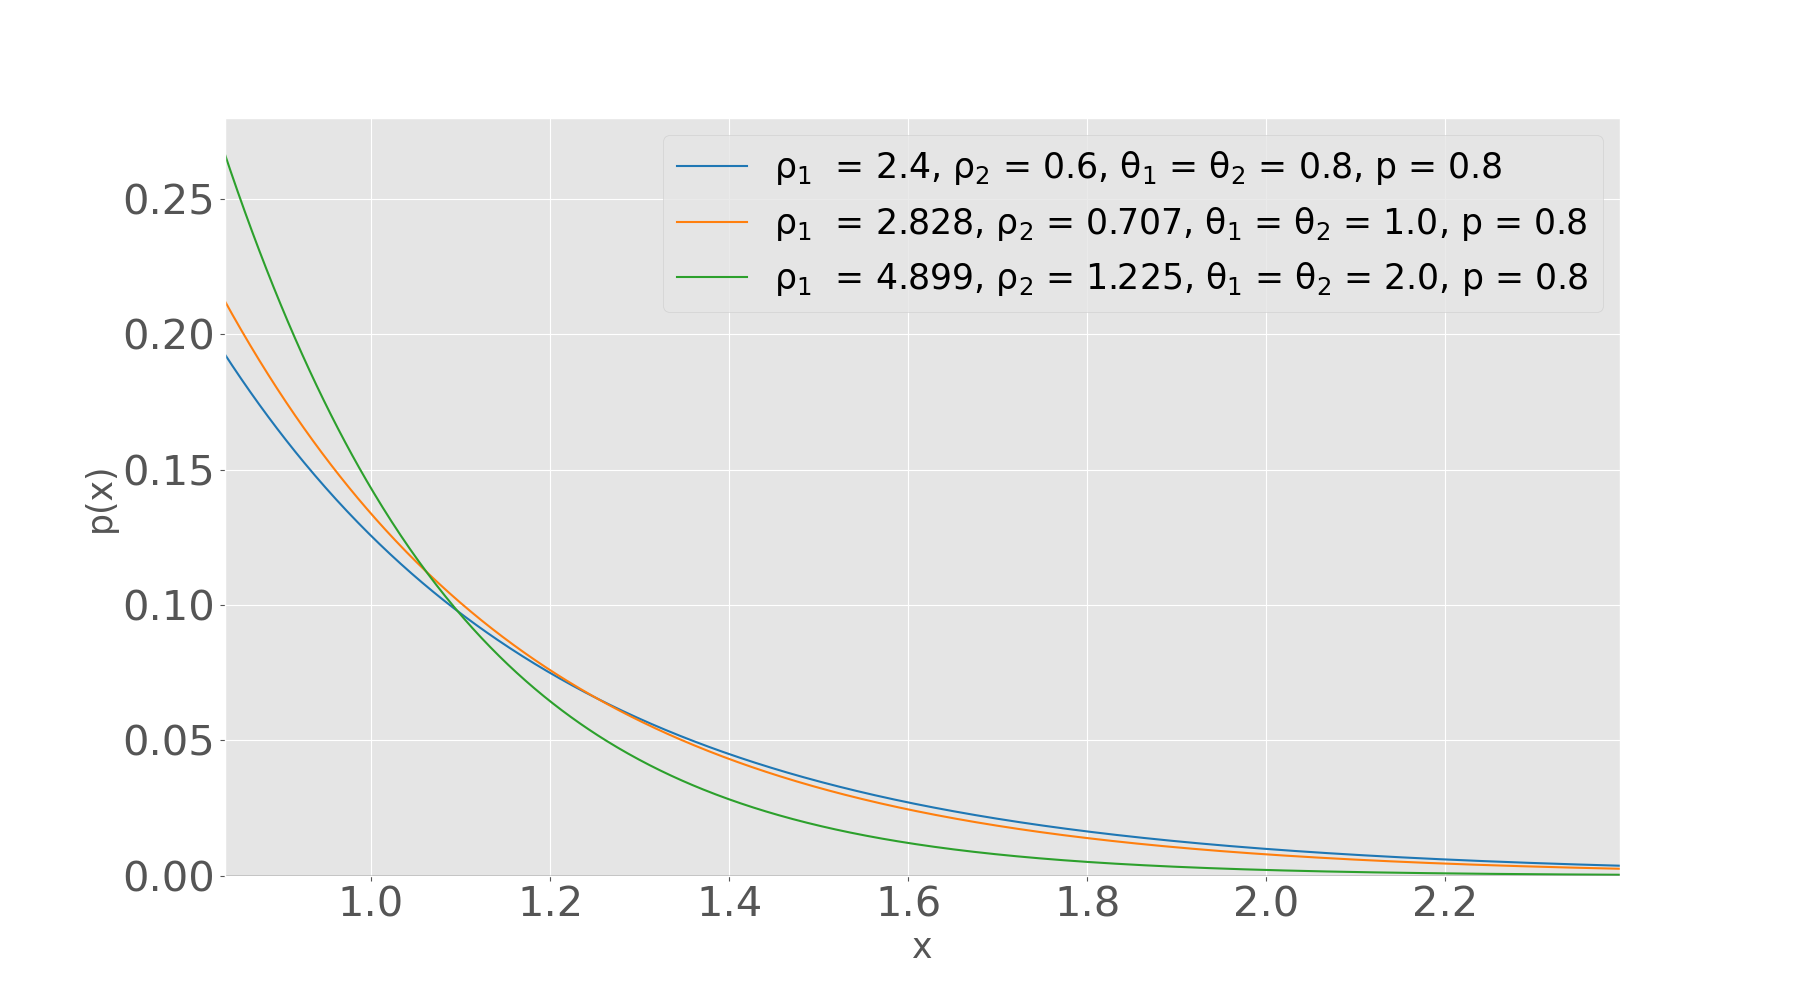 ρ₁ = 2.4, ρ₂ = 0.6, θ₁ = θ₂ = 0.8, p = 0.8
ρ₁ = 2.828, ρ₂ = 0.707, θ₁ = θ₂ = 1.0, p = 0.8
ρ₁ = 4.899, ρ₂ = 1.225, θ₁ = θ₂ = 2.0, p = 0.8
0.25
0.20
0.15
0.10
0.05
0.00
p(x)
1.0 1.2 1.4 1.6 1.8 2.0 2.2
x